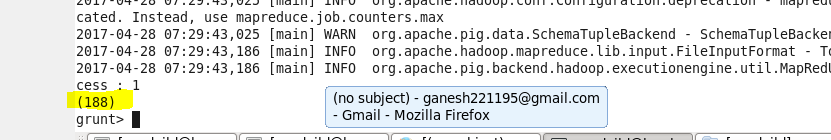 2017-04-28 07:29:43,025 [main] INFO org.apache.hadoop.conf.Configuration.deprecation - mapredu
cated. Instead, use mapreduce.job.counters.max
2017-04-28 07:29:43,025 [main] WARN org.apache.pig.data.SchemaTupleBackend - SchemaTupleBacken
2017-04-28 07:29:43,186 [main] INFO org.apache.hadoop.mapreduce.lib.input.FileInputFormat - To
2017-04-28 07:29:43,186 [main] INFO org.apache.pig.backend.hadoop.executionengine.util.MapRedU
cess : 1
(188)
grunt>
(no subject) - ganesh221195@gmail.com
- Gmail - Mozilla Firefox